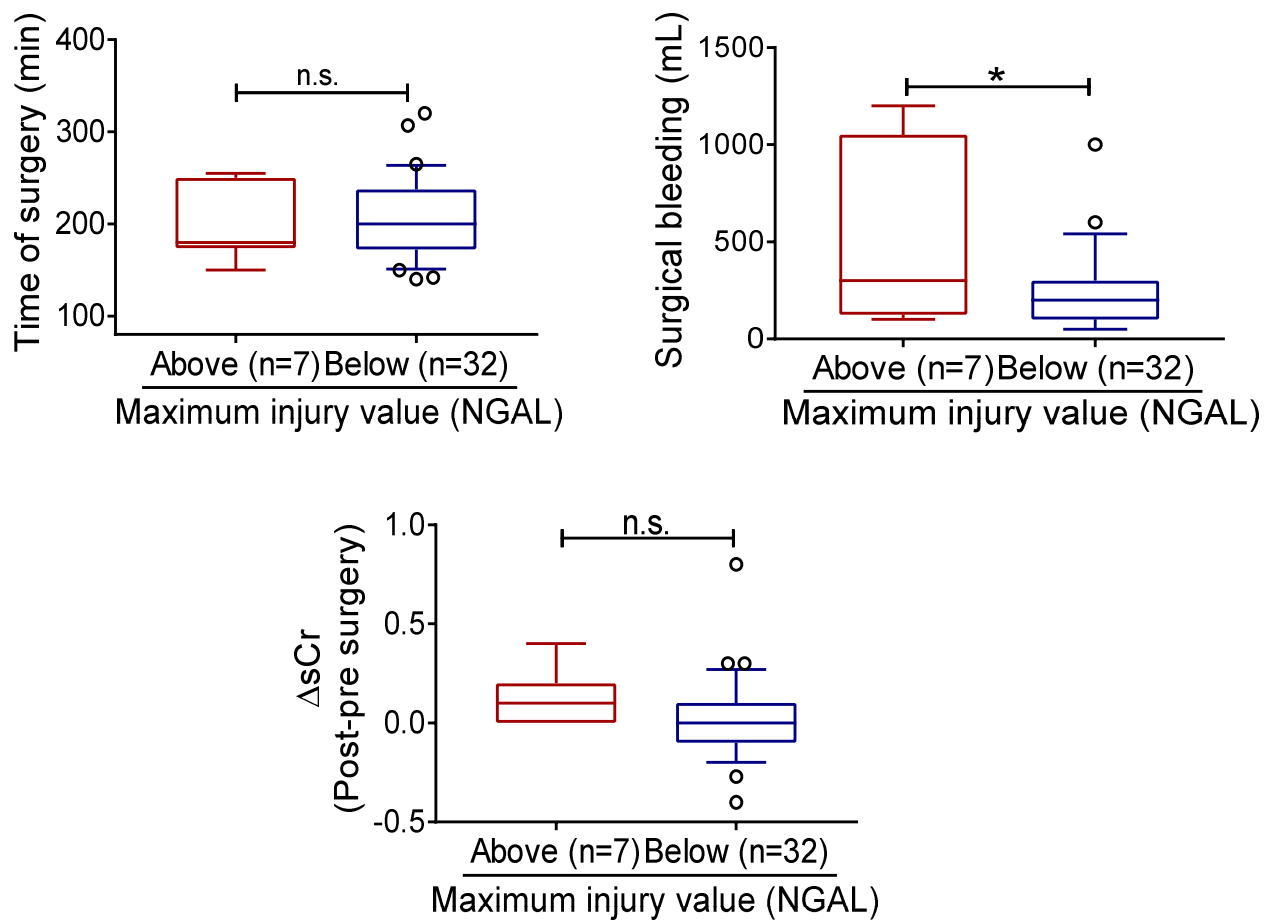 Time of surgery (min)
400
300
200
100
n.s.
Above (n=7) Below (n=32)
Maximum injury value (NGAL)
Surgical bleeding (mL)
1500
1000
500
0
*
Above (n=7) Below (n=32)
Maximum injury value (NGAL)
ΔsCr
(Post-pre surgery)
1.0
0.5
0.0
-0.5
n.s.
Above (n=7) Below (n=32)
Maximum injury value (NGAL)